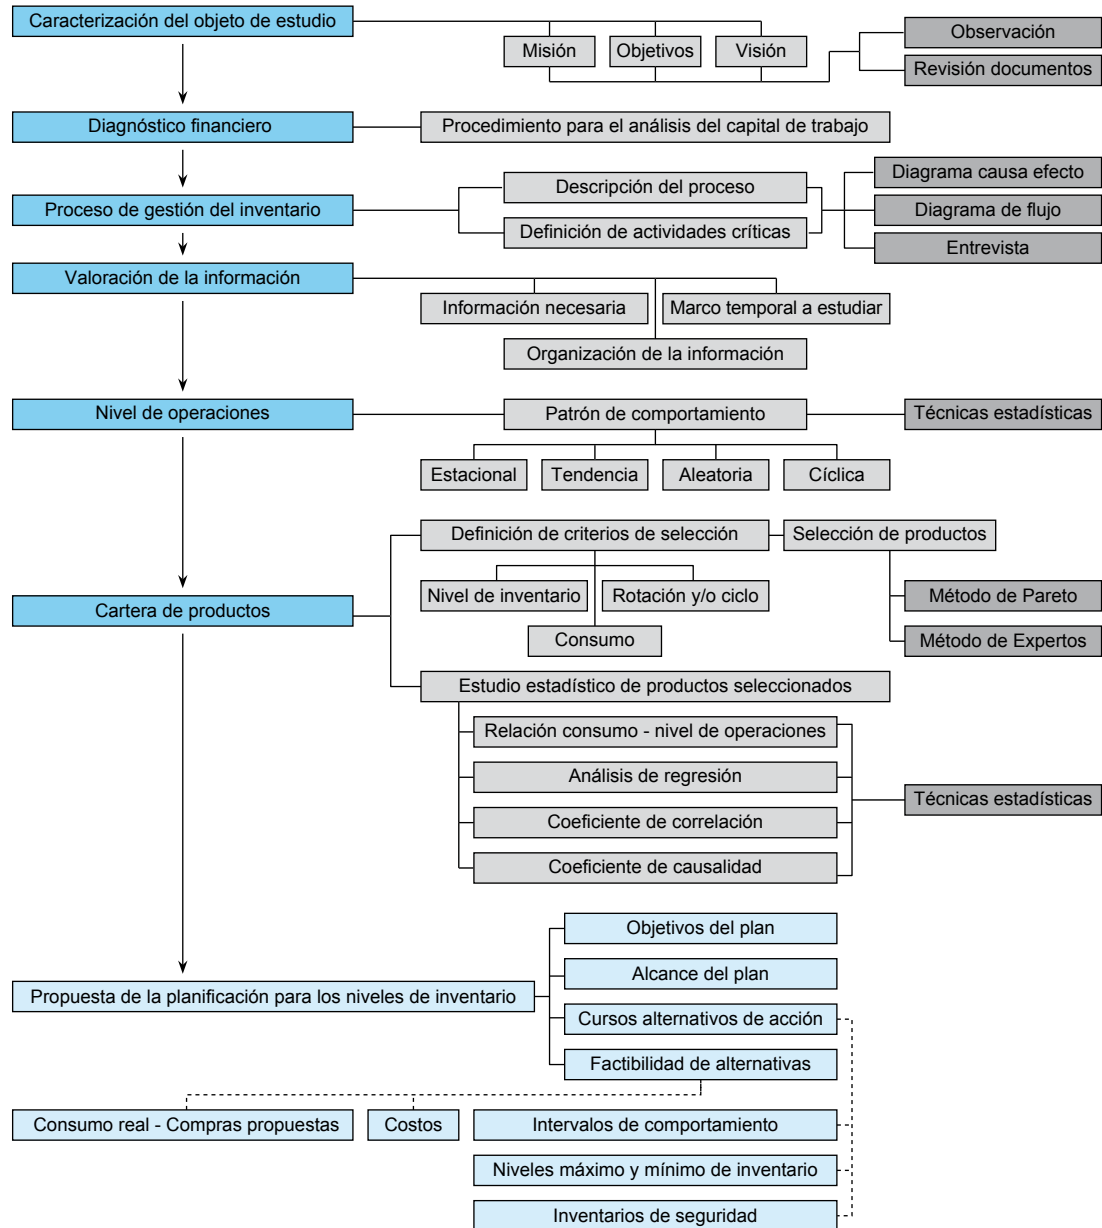 Caracterización del objeto de estudio
Misión
Objetivos
Visión
Observación
Revisión documentos
Diagnóstico financiero
Procedimiento para el análisis del capital de trabajo
Proceso de gestión del inventario
Descripción del proceso
Definición de actividades críticas
Diagrama causa efecto
Diagrama de flujo
Entrevista
Valoración de la información
Información necesaria
Marco temporal a estudiar
Organización de la información
Nivel de operaciones
Patrón de comportamiento
Técnicas estadísticas
Estacional
Tendencia
Aleatoria
Cíclica
Cartera de productos
Definición de criterios de selección
Selección de productos
Nivel de inventario
Rotación y/o ciclo
Consumo
Método de Pareto
Método de Expertos
Estudio estadístico de productos seleccionados
Relación consumo - nivel de operaciones
Análisis de regresión
Coeficiente de correlación
Coeficiente de causalidad
Técnicas estadísticas
Propuesta de la planificación para los niveles de inventario
Objetivos del plan
Alcance del plan
Cursos alternativos de acción
Factibilidad de alternativas
Consumo real - Compras propuestas
Costos
Intervalos de comportamiento
Niveles máximo y mínimo de inventario
Inventarios de seguridad